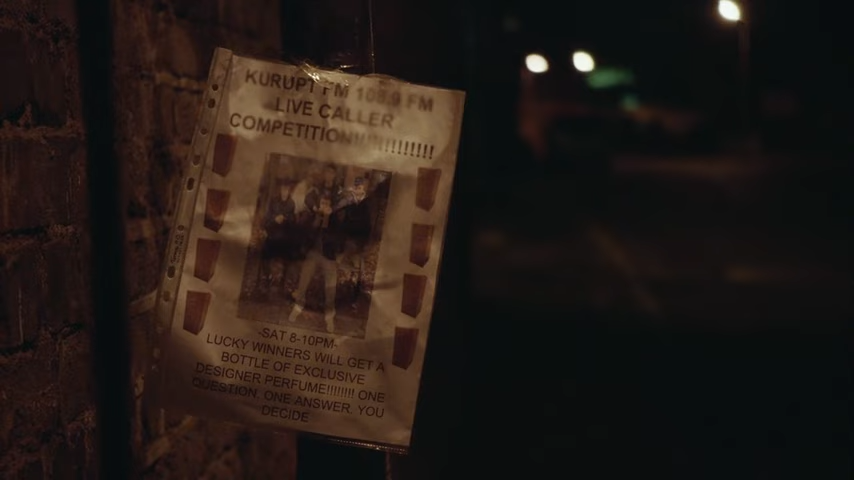 KURUPT FM 108.9 FM
LIVE CALLER
COMPETITION!!!!!!!!!!!!!!
-SAT 8-10PM-
LUCKY WINNERS WILL GET A
BOTTLE OF EXCLUSIVE
DESIGNER PERFUME!!!!!!!! ONE
QUESTION, ONE ANSWER. YOU
DECIDE